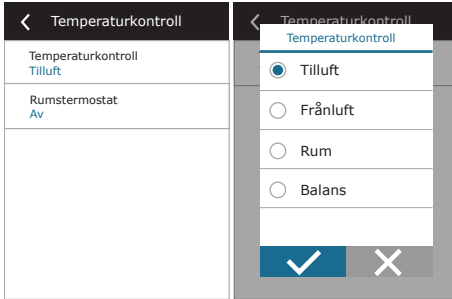 Temperaturkontroll
Temperaturkontroll
Tilluft
Rumstermostat
Av
Temperaturkontroll
Temperaturkontroll
Tilluft
Frånluft
Rum
Balans